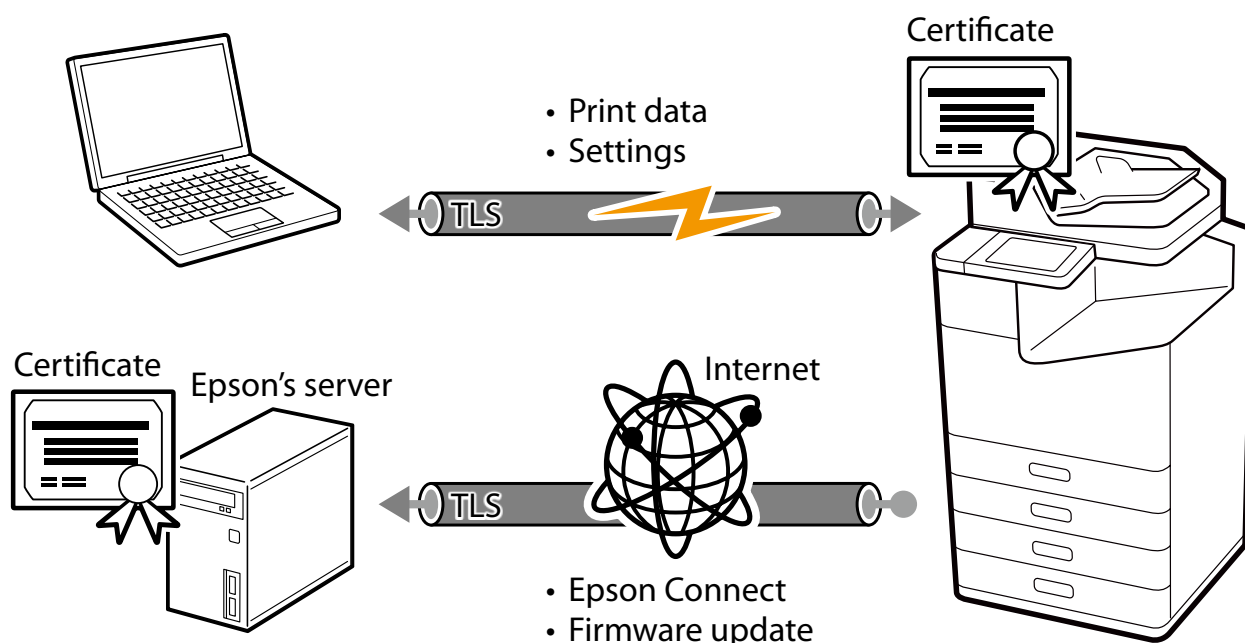 Certificate
• Print data
• Settings
TLS
Certificate
Epson’s server
Internet
TLS
• Epson Connect
• Firmware update